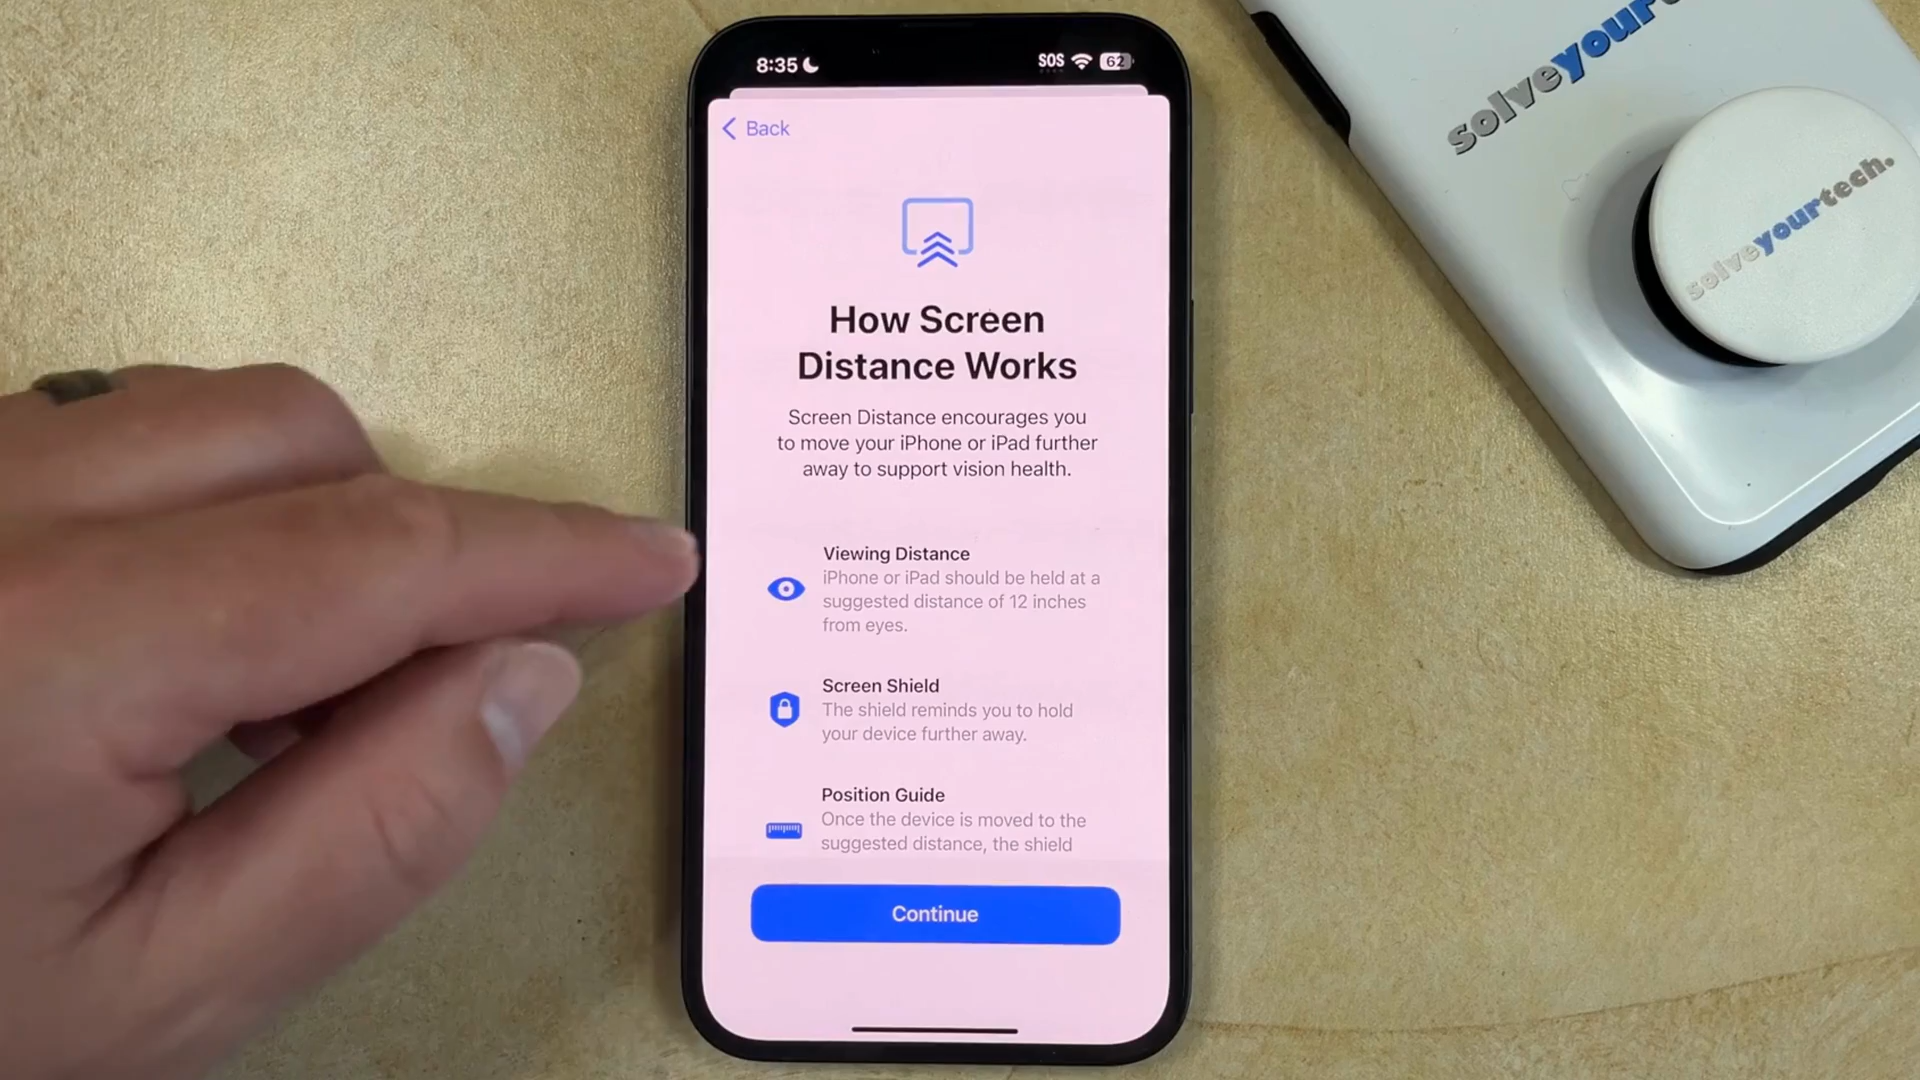 8:35
SOS
62
Back
How Screen
Distance Works
Screen Distance encourages you
to move your iPhone or iPad further
away to support vision health.
Viewing Distance
iPhone or iPad should be held at a
suggested distance of 12 inches
from eyes.
Screen Shield
The shield reminds you to hold
your device further away.
Position Guide
Once the device is moved to the
suggested distance, the shield
Continue
solveyourte
solveyourtech.